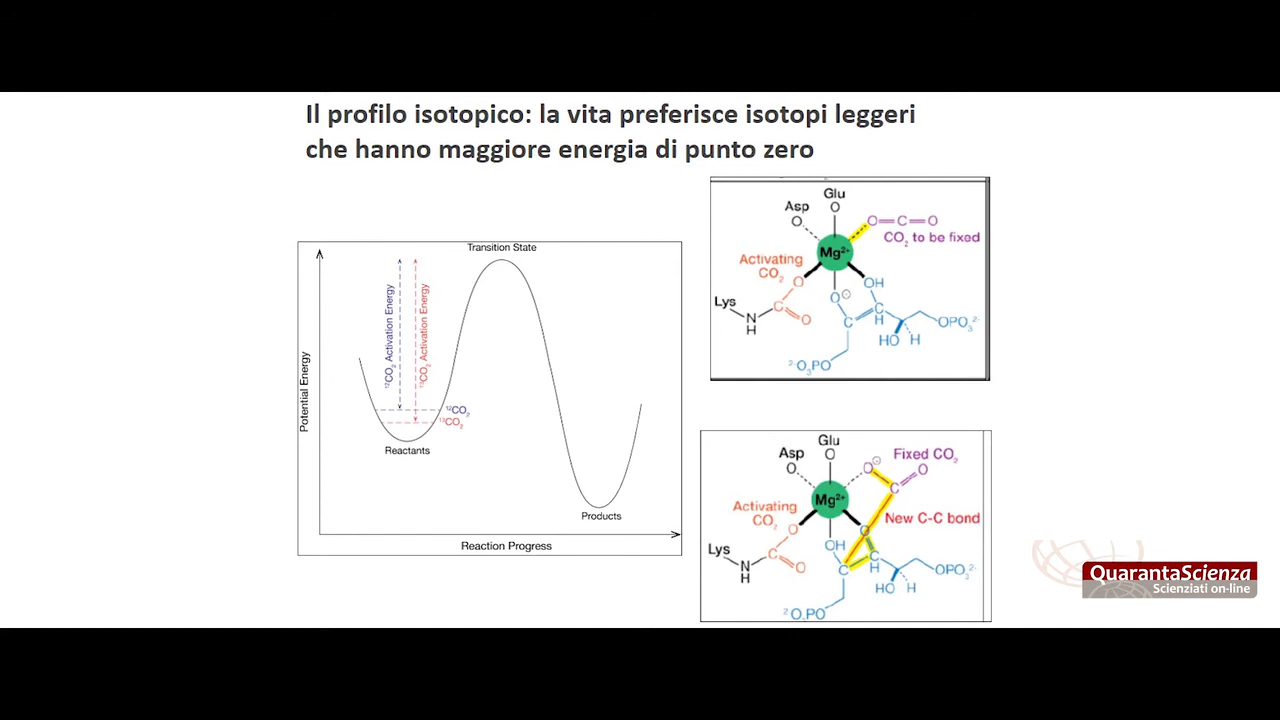 Il profilo isotopico: la vita preferisce isotopi leggeri
che hanno maggiore energia di punto zero
Transition State
¹²CO₂ Activation Energy
¹³CO₂ Activation Energy
Potential Energy
¹²CO₂
¹³CO₂
Reactants
Products
Reaction Progress
Glu
Asp
O
O
O=C=O
CO₂ to be fixed
Mg²⁺
Activating
CO₂
O
OH
O⊖
Lys
N
H
C
O
C
C
H
OPO₃²⁻
HO
H
²⁻O₃PO
Glu
Asp
O
O
O⊖
Fixed CO₂
O
C
Mg²⁺
Activating
CO₂
O
New C-C bond
O
OH
Lys
N
H
C
O
C
C
H
OPO₃²⁻
HO
H
²⁻O₃PO
QuarantaScienza
Scienziati on-line